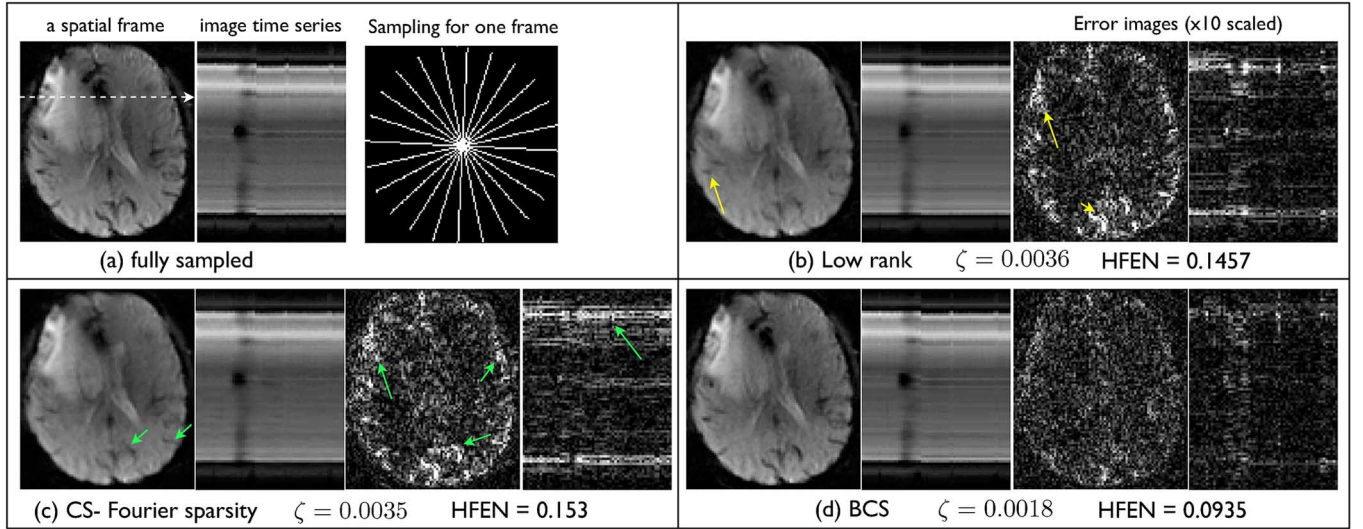 a spatial frame
image time series
Sampling for one frame
(a) fully sampled
Error images (x10 scaled)
(b) Low rank ζ = 0.0036 HFEN = 0.1457
(c) CS- Fourier sparsity ζ = 0.0035 HFEN = 0.153
(d) BCS ζ = 0.0018 HFEN = 0.0935